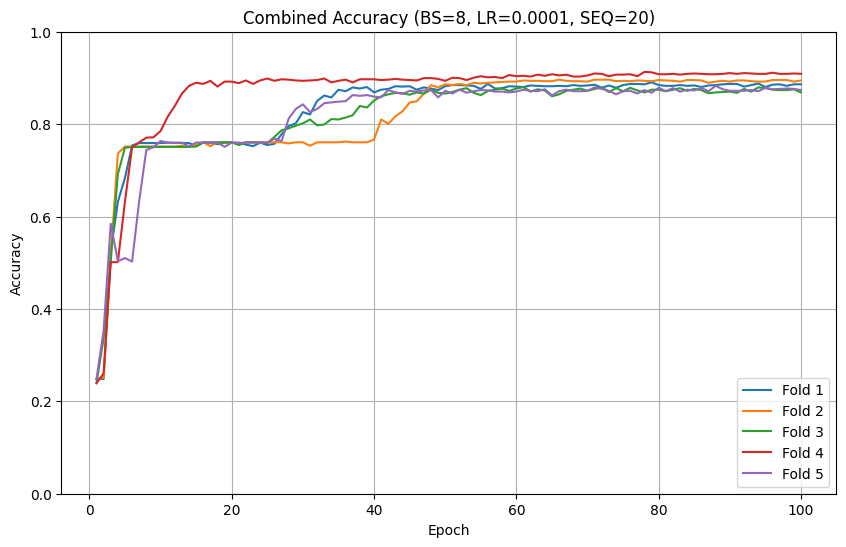 Combined Accuracy (BS=8, LR=0.0001, SEQ=20)
1.0
0.8
0.6
0.4
0.2
0.0
Accuracy
0 20 40 60 80 100
Epoch
Fold 1
Fold 2
Fold 3
Fold 4
Fold 5